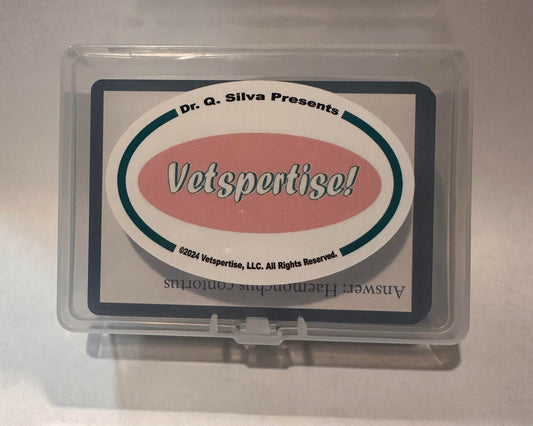 Dr. Q. Silva Presents
Vetspertise!
©2024 Vetspertise, LLC. All Rights Reserved.
Answer: Haemonchus contortus